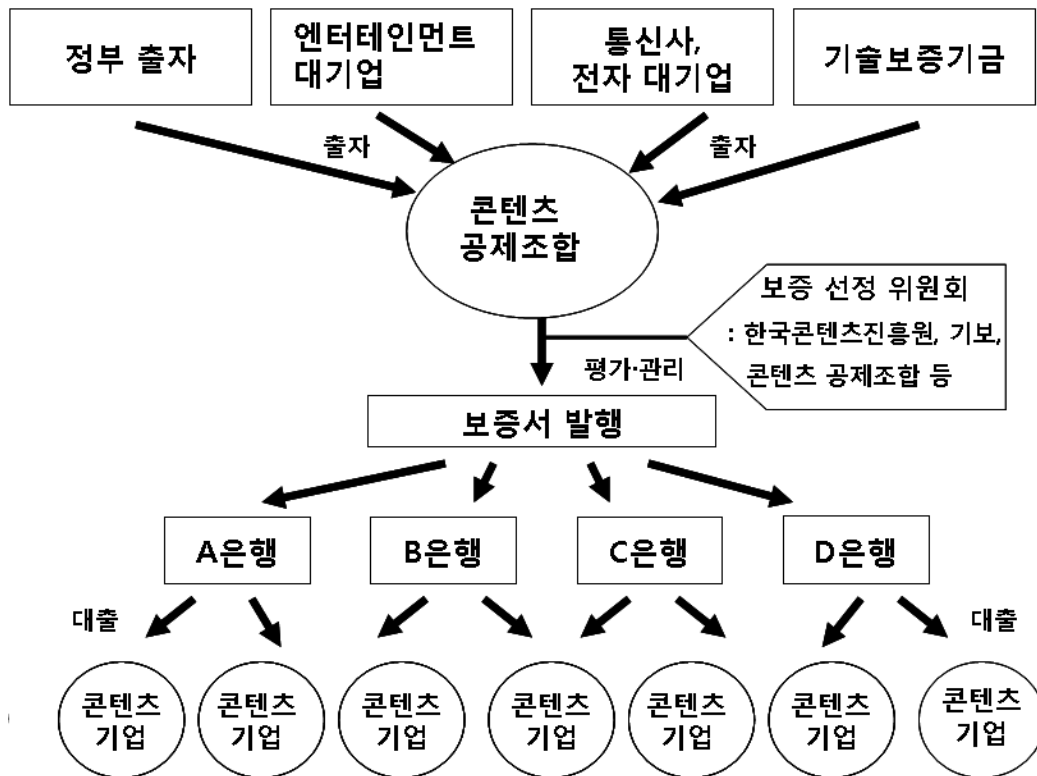 정부 출자
엔터테인먼트
대기업
통신사,
전자 대기업
기술보증기금
출자
출자
콘텐츠
공제조합
보증 선정 위원회
: 한국콘텐츠진흥원, 기보,
콘텐츠 공제조합 등
평가·관리
보증서 발행
A은행
B은행
C은행
D은행
대출
대출
콘텐츠
기업
콘텐츠
기업
콘텐츠
기업
콘텐츠
기업
콘텐츠
기업
콘텐츠
기업
콘텐츠
기업